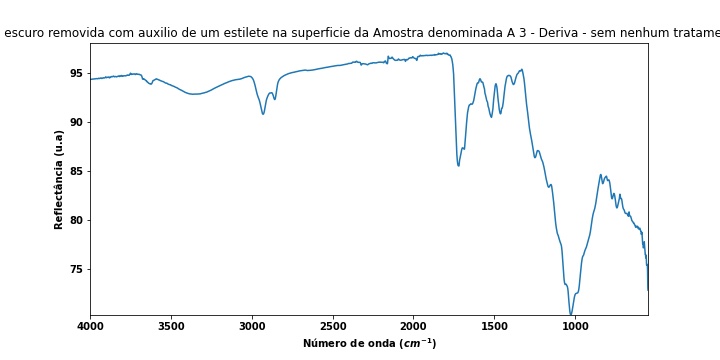 escuro removida com auxilio de um estilete na superficie da Amostra denominada A 3 - Deriva - sem nenhum tratame
95
90
85
80
75
Reflectância (u.a)
4000 3500 3000 2500 2000 1500 1000
Número de onda (cm⁻¹)